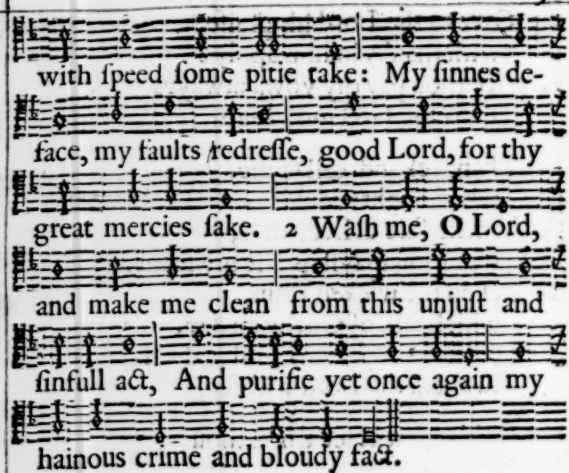 with ſpeed ſome pitie take: My ſinnes de-
face, my faults redreſſe, good Lord, for thy
great mercies ſake. 2 Waſh me, O Lord,
and make me clean from this unjuſt and
ſinfull act, And purifie yet once again my
hainous crime and bloudy fact.